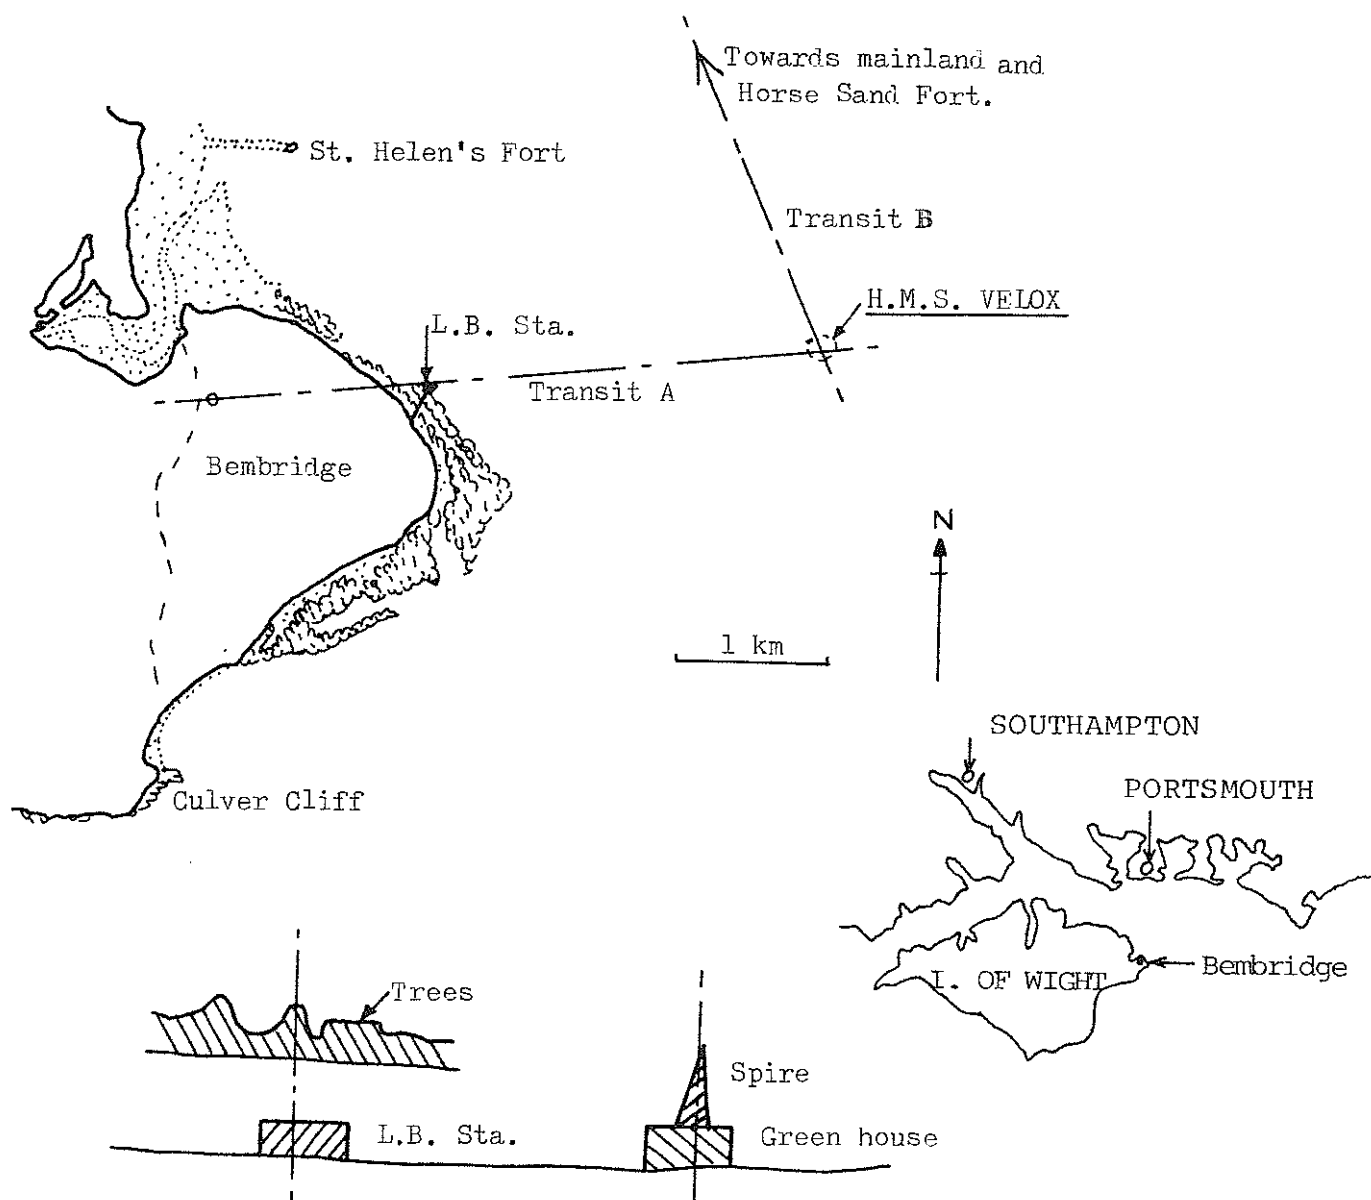 Towards mainland and
Horse Sand Fort.
St. Helen's Fort
Transit B
H.M.S. VELOX
L.B. Sta.
Transit A
Bembridge
N
1 km
SOUTHAMPTON
PORTSMOUTH
Culver Cliff
Bembridge
I. OF WIGHT
Trees
Spire
L.B. Sta.
Green house